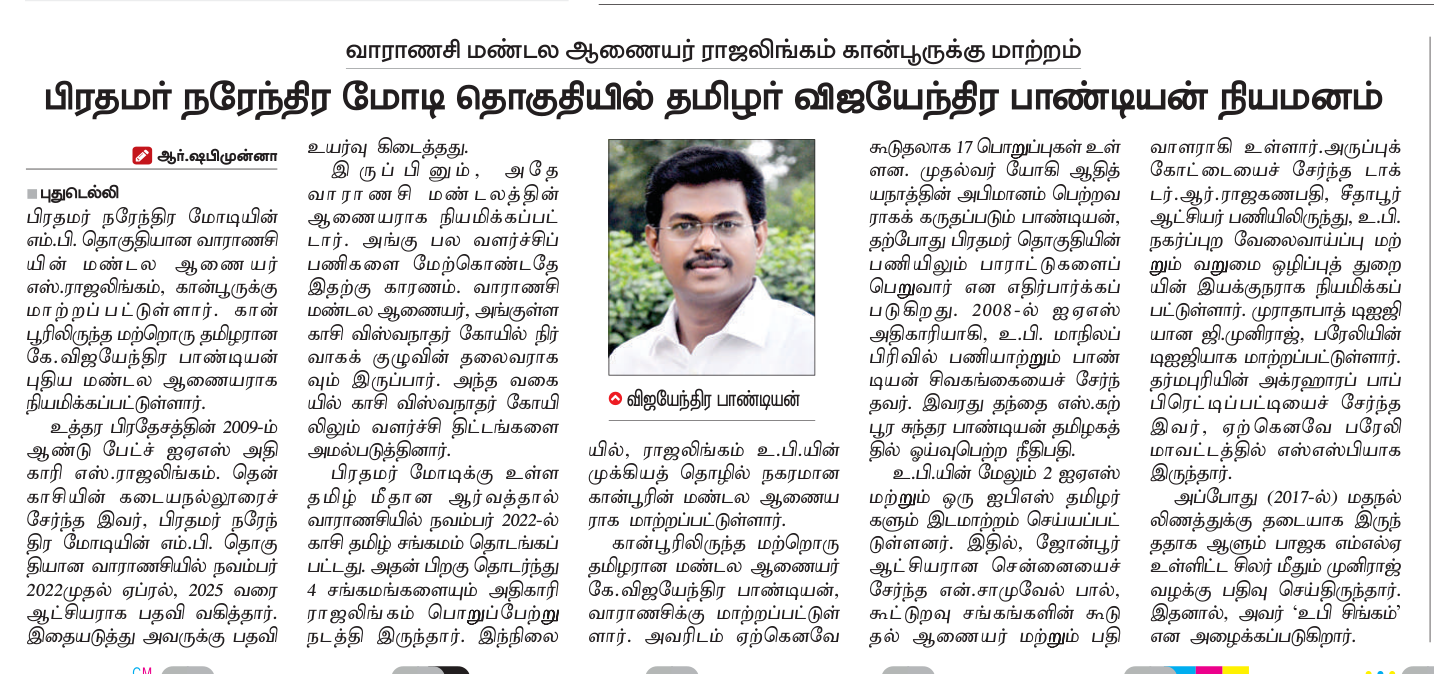 வாராணசி மண்டல ஆணையர் ராஜலிங்கம் கான்பூருக்கு மாற்றம்
பிரதமர் நரேந்திர மோடி தொகுதியில் தமிழர் விஜயேந்திர பாண்டியன் நியமனம்
ஆர்.ஷபிமுன்னா
புதுடெல்லி
பிரதமர் நரேந்திர மோடியின்
எம்.பி. தொகுதியான வாராணசி
யின் மண்டல ஆணையர்
எஸ்.ராஜலிங்கம், கான்பூருக்கு
மாற்றப்பட்டுள்ளார். கான்
பூரிலிருந்த மற்றொரு தமிழரான
கே.விஜயேந்திர பாண்டியன்
புதிய மண்டல ஆணையராக
நியமிக்கப்பட்டுள்ளார்.
உத்தர பிரதேசத்தின் 2009-ம்
ஆண்டு பேட்ச் ஐஏஎஸ் அதி
காரி எஸ்.ராஜலிங்கம். தென்
காசியின் கடையநல்லூரைச்
சேர்ந்த இவர், பிரதமர் நரேந்
திர மோடியின் எம்.பி. தொகு
தியான வாராணசியில் நவம்பர்
2022முதல் ஏப்ரல், 2025 வரை
ஆட்சியராக பதவி வகித்தார்.
இதையடுத்து அவருக்கு பதவி
உயர்வு கிடைத்தது.
இருப்பினும், அதே
வாராணசி மண்டலத்தின்
ஆணையராக நியமிக்கப்பட்
டார். அங்கு பல வளர்ச்சிப்
பணிகளை மேற்கொண்டதே
இதற்கு காரணம். வாராணசி
மண்டல ஆணையர், அங்குள்ள
காசி விஸ்வநாதர் கோயில் நிர்
வாகக் குழுவின் தலைவராக
வும் இருப்பார். அந்த வகை
யில் காசி விஸ்வநாதர் கோயி
லிலும் வளர்ச்சி திட்டங்களை
அமல்படுத்தினார்.
பிரதமர் மோடிக்கு உள்ள
தமிழ் மீதான ஆர்வத்தால்
வாராணசியில் நவம்பர் 2022-ல்
காசி தமிழ் சங்கமம் தொடங்கப்
பட்டது. அதன் பிறகு தொடர்ந்து
4 சங்கமங்களையும் அதிகாரி
ராஜலிங்கம் பொறுப்பேற்று
நடத்தி இருந்தார். இந்நிலை
விஜயேந்திர பாண்டியன்
யில், ராஜலிங்கம் உ.பி.யின்
முக்கியத் தொழில் நகரமான
கான்பூரின் மண்டல ஆணைய
ராக மாற்றப்பட்டுள்ளார்.
கான்பூரிலிருந்த மற்றொரு
தமிழரான மண்டல ஆணையர்
கே.விஜயேந்திர பாண்டியன்,
வாராணசிக்கு மாற்றப்பட்டுள்
ளார். அவரிடம் ஏற்கெனவே
கூடுதலாக 17 பொறுப்புகள் உள்
ளன. முதல்வர் யோகி ஆதித்
யநாத்தின் அபிமானம் பெற்றவ
ராகக் கருதப்படும் பாண்டியன்,
தற்போது பிரதமர் தொகுதியின்
பணியிலும் பாராட்டுகளைப்
பெறுவார் என எதிர்பார்க்கப்
படுகிறது. 2008-ல் ஐஏஎஸ்
அதிகாரியாகி, உ.பி. மாநிலப்
பிரிவில் பணியாற்றும் பாண்
டியன் சிவகங்கையைச் சேர்ந்
தவர். இவரது தந்தை எஸ்.கற்
பூர சுந்தர பாண்டியன் தமிழகத்
தில் ஓய்வுபெற்ற நீதிபதி.
உ.பி.யின் மேலும் 2 ஐஏஎஸ்
மற்றும் ஒரு ஐபிஎஸ் தமிழர்
களும் இடமாற்றம் செய்யப்பட்
டுள்ளனர். இதில், ஜோன்பூர்
ஆட்சியரான சென்னையைச்
சேர்ந்த என்.சாமுவேல் பால்,
கூட்டுறவு சங்கங்களின் கூடு
தல் ஆணையர் மற்றும் பதி
வாளராகி உள்ளார்.அருப்புக்
கோட்டையைச் சேர்ந்த டாக்
டர்.ஆர்.ராஜகணபதி, சீதாபூர்
ஆட்சியர் பணியிலிருந்து, உ.பி.
நகர்ப்புற வேலைவாய்ப்பு மற்
றும் வறுமை ஒழிப்புத் துறை
யின் இயக்குநராக நியமிக்கப்
பட்டுள்ளார். முராதாபாத் டிஐஜி
யான ஜி.முனிராஜ், பரேலியின்
டிஐஜியாக மாற்றப்பட்டுள்ளார்.
தர்மபுரியின் அக்ரஹாரப் பாப்
பிரெட்டிப்பட்டியைச் சேர்ந்த
இவர், ஏற்கெனவே பரேலி
மாவட்டத்தில் எஸ்எஸ்பியாக
இருந்தார்.
அப்போது (2017-ல்) மதநல்
லிணத்துக்கு தடையாக இருந்
ததாக ஆளும் பாஜக எம்எல்ஏ
உள்ளிட்ட சிலர் மீதும் முனிராஜ்
வழக்கு பதிவு செய்திருந்தார்.
இதனால், அவர் ‘உபி சிங்கம்’
என அழைக்கப்படுகிறார்.
CM